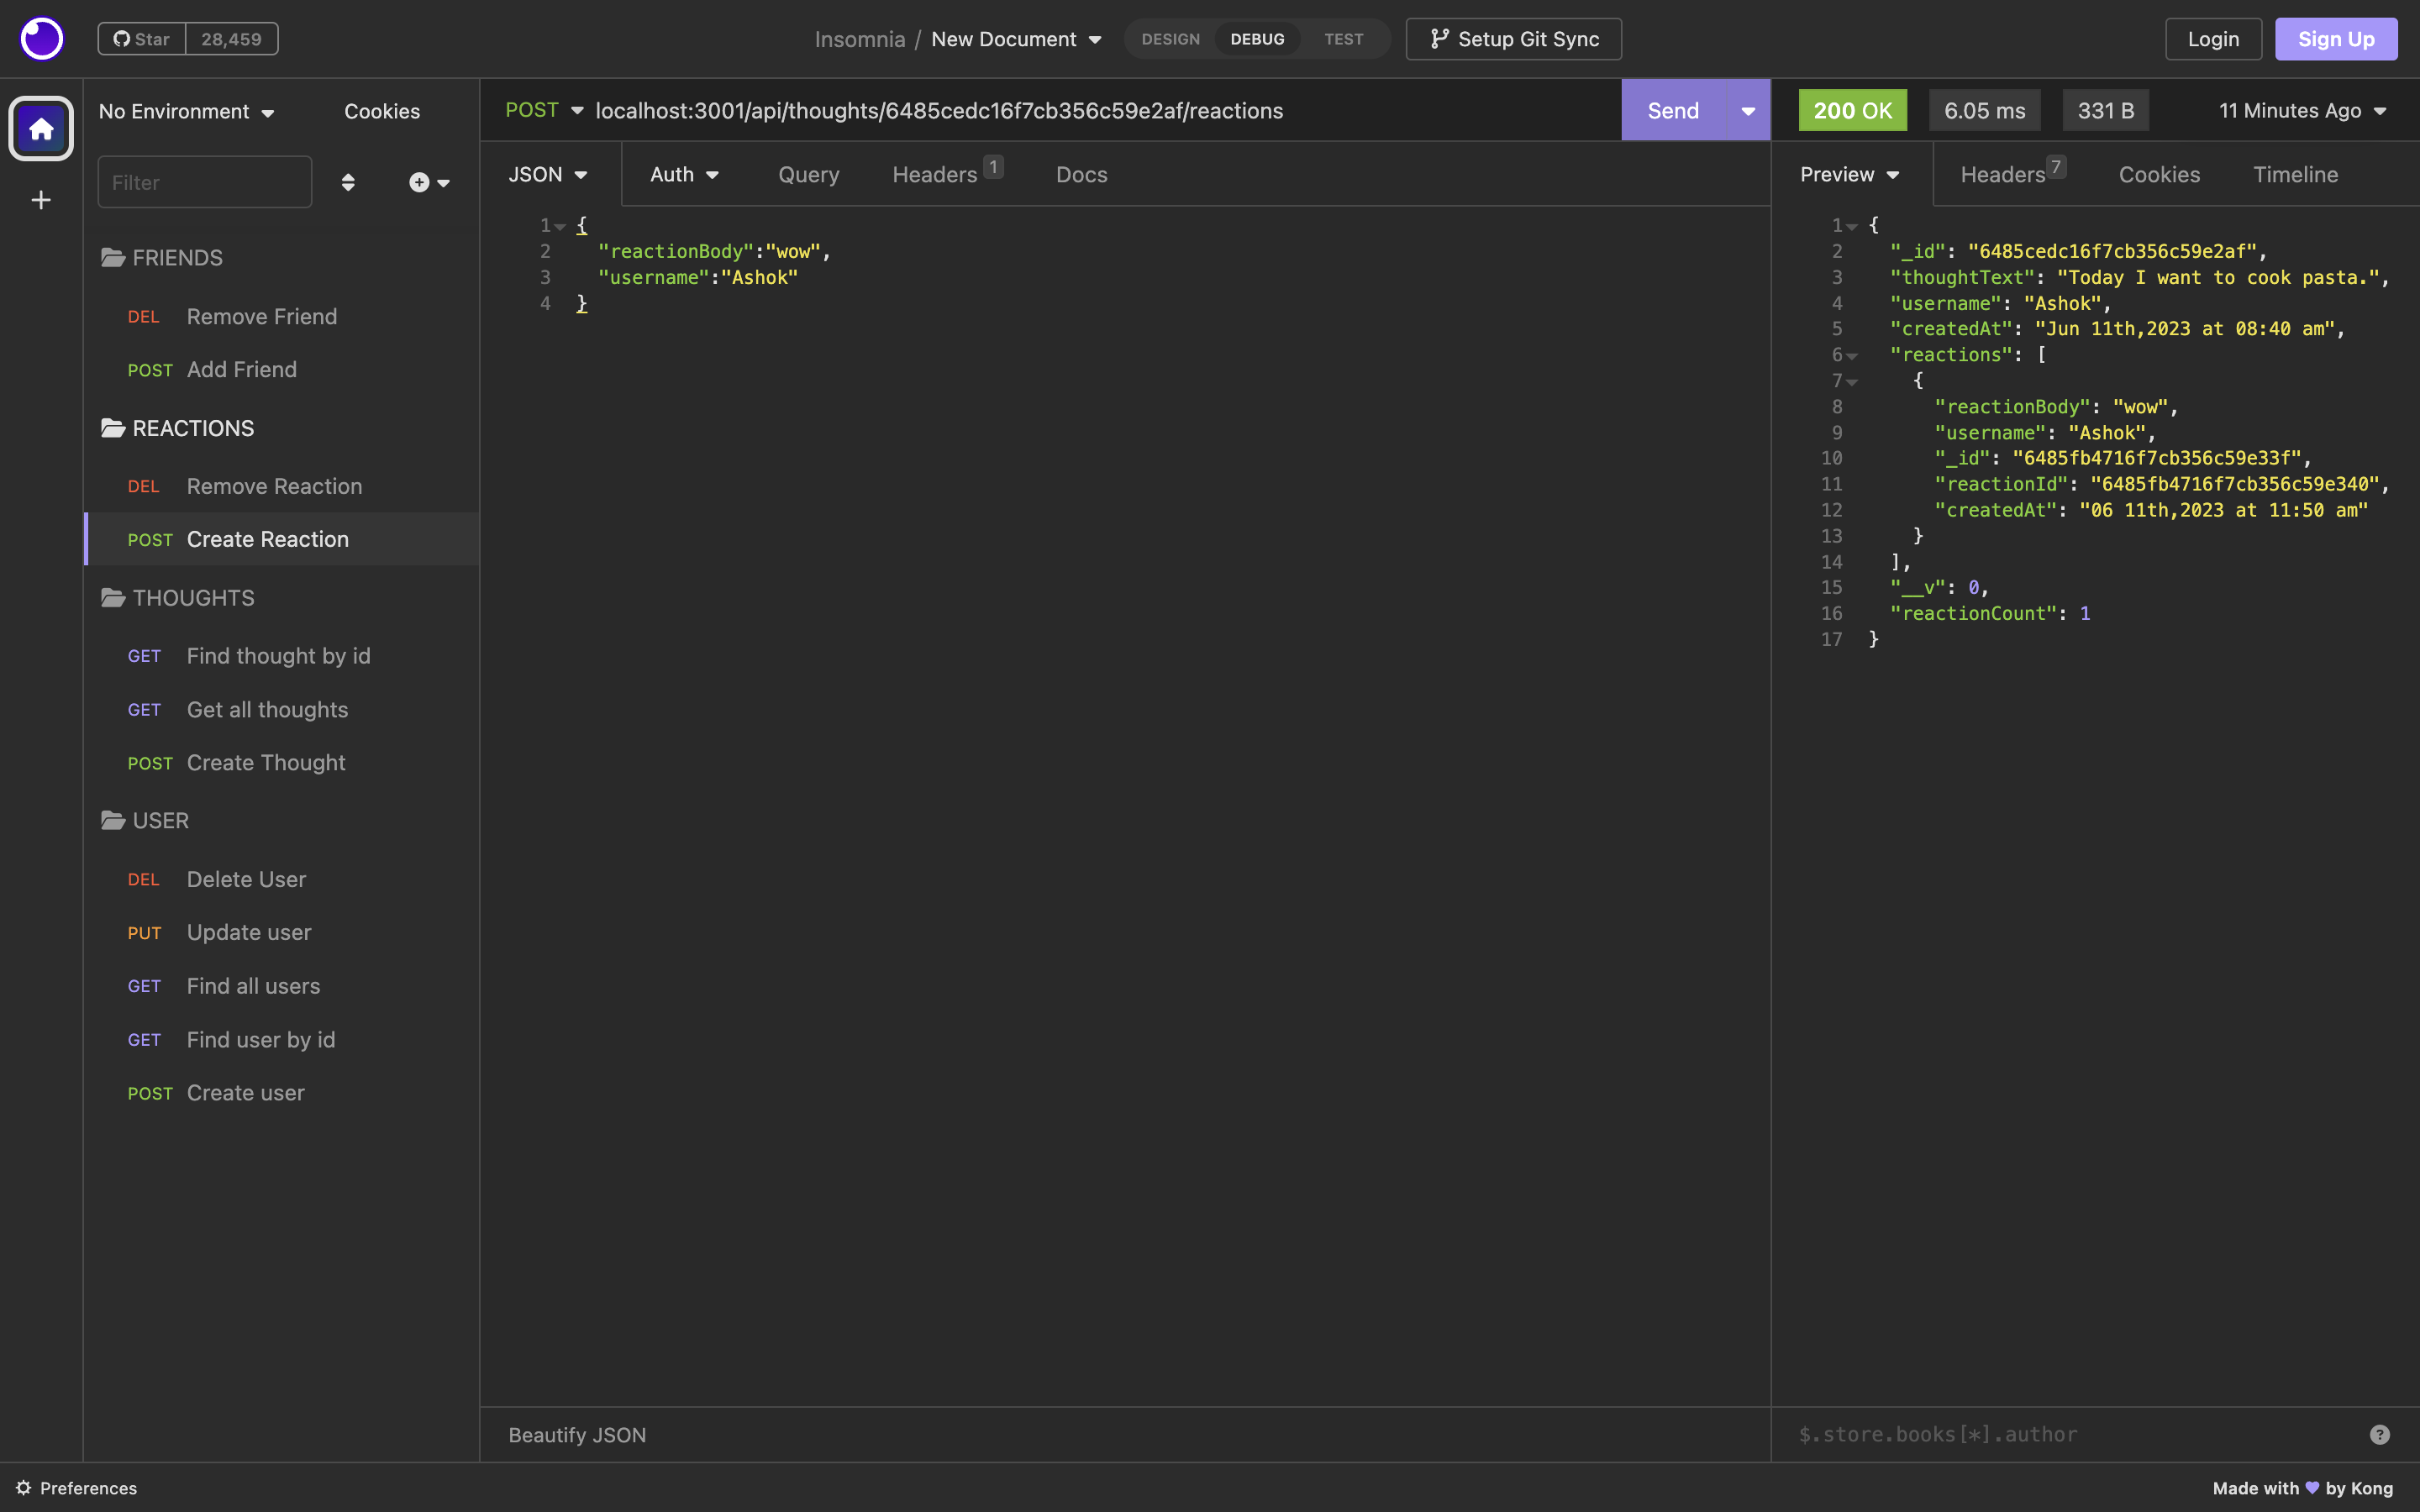 Star 28,459
Insomnia / New Document
DESIGN DEBUG TEST
Setup Git Sync
Login
Sign Up
No Environment
Cookies
Filter
FRIENDS
DEL Remove Friend
POST Add Friend
REACTIONS
DEL Remove Reaction
POST Create Reaction
THOUGHTS
GET Find thought by id
GET Get all thoughts
POST Create Thought
USER
DEL Delete User
PUT Update user
GET Find all users
GET Find user by id
POST Create user
POST localhost:3001/api/thoughts/6485cedc16f7cb356c59e2af/reactions
Send
JSON Auth Query Headers 1 Docs
1 {
2 "reactionBody":"wow",
3 "username":"Ashok"
4 }
Beautify JSON
200 OK 6.05 ms 331 B 11 Minutes Ago
Preview Headers 7 Cookies Timeline
1 {
2 "_id": "6485cedc16f7cb356c59e2af",
3 "thoughtText": "Today I want to cook pasta.",
4 "username": "Ashok",
5 "createdAt": "Jun 11th,2023 at 08:40 am",
6 "reactions": [
7 {
8 "reactionBody": "wow",
9 "username": "Ashok",
10 "_id": "6485fb4716f7cb356c59e33f",
11 "reactionId": "6485fb4716f7cb356c59e340",
12 "createdAt": "06 11th,2023 at 11:50 am"
13 }
14 ],
15 "__v": 0,
16 "reactionCount": 1
17 }
$.store.books[*].author
?
Preferences
Made with ♥ by Kong